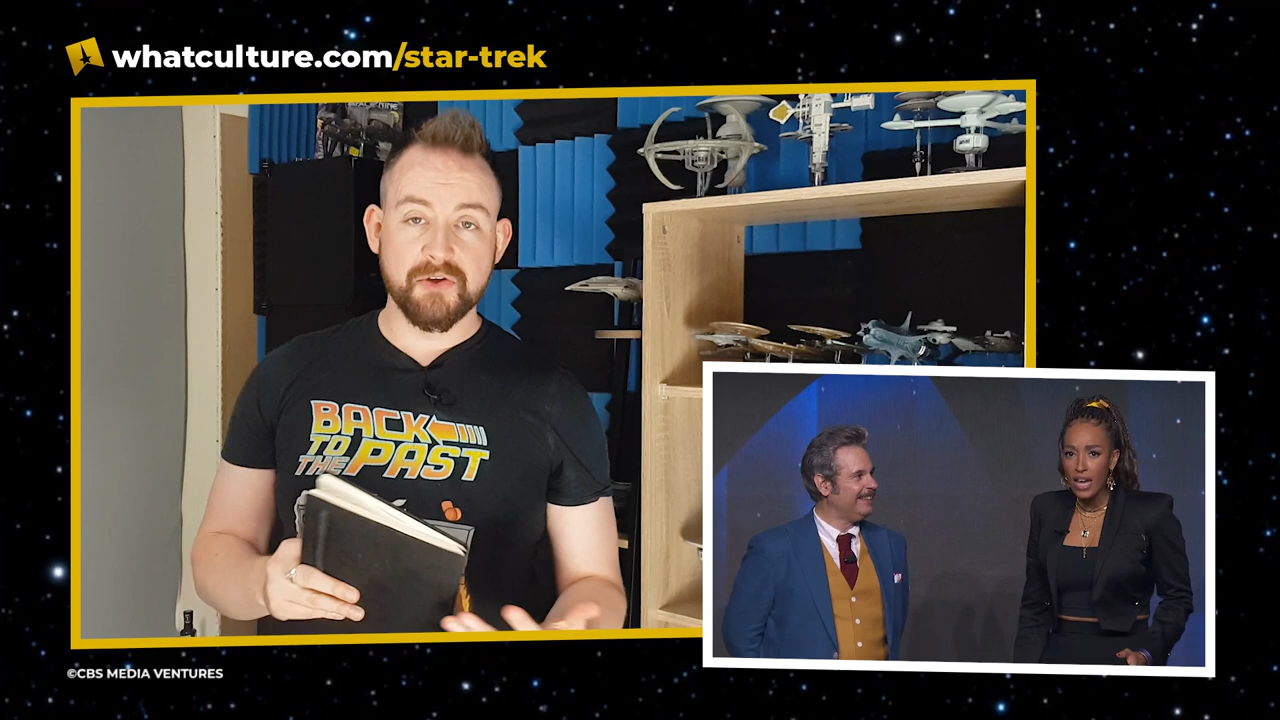 whatculture.com/star-trek
BACK
TO
THE PAST
©CBS MEDIA VENTURES